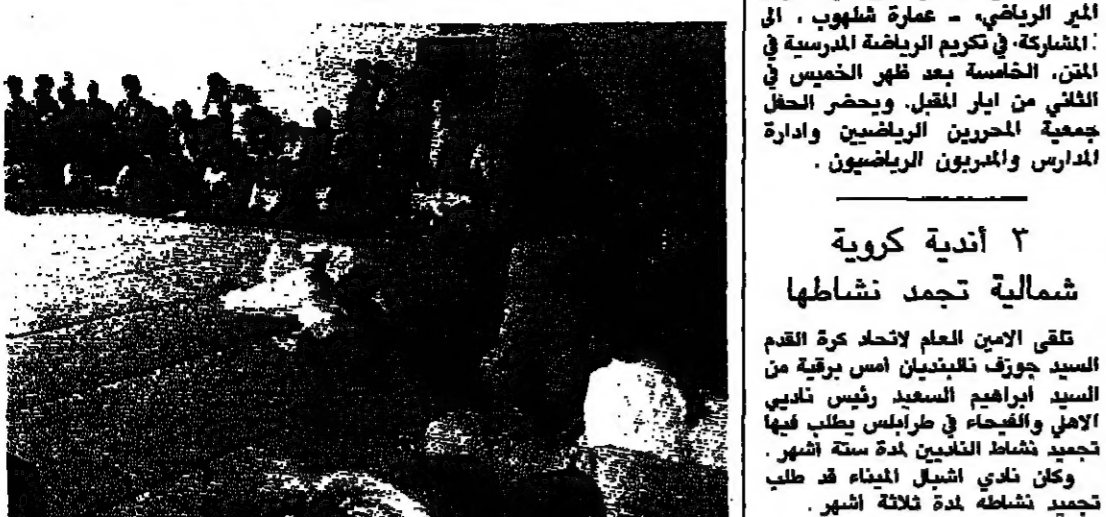 المير الرياضي» - عمارة شلهوب ، الى
المشاركة في تكريم الرياضة المدرسية في
المتن، الخامسة بعد ظهر الخميس في
الثاني من ايار المقبل. ويحضر الحفل
جمعية المحررين الرياضيين وادارة
المدارس والمدربون الرياضيون .
٣ أندية كروية
شمالية تجمد نشاطها
تلقى الامين العام لاتحاد كرة القدم
السيد جوزف نالبنديان امس برقية من
السيد ابراهيم السعيد رئيس ناديي
الاهلي والفيحاء في طرابلس يطلب فيها
تجميد نشاط الناديين لمدة ستة أشهر .
وكان نادي اشبال الميناء قد طلب
تجميد نشاطه لمدة ثلاثة أشهر .